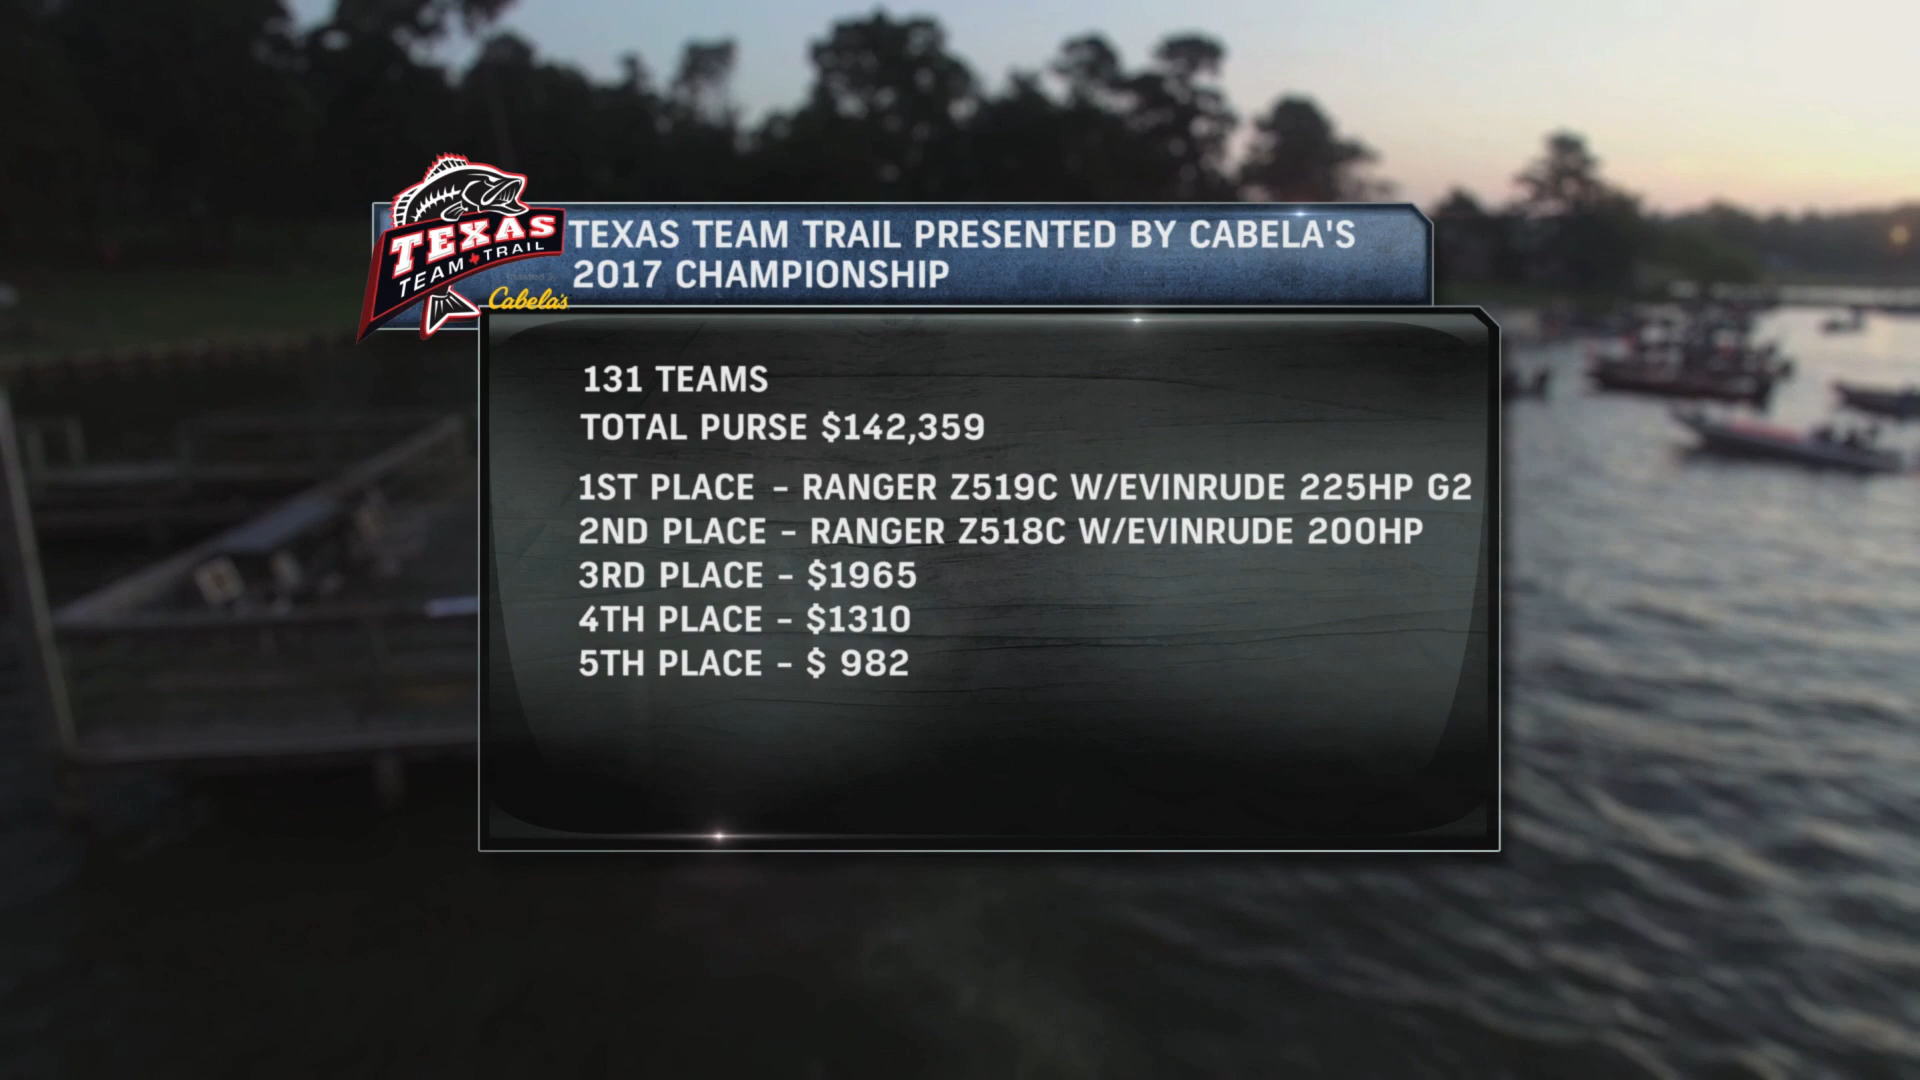 TEXAS
TEAM TRAIL
Cabela's
TEXAS TEAM TRAIL PRESENTED BY CABELA'S
2017 CHAMPIONSHIP
131 TEAMS
TOTAL PURSE $142,359
1ST PLACE - RANGER Z519C W/EVINRUDE 225HP G2
2ND PLACE - RANGER Z518C W/EVINRUDE 200HP
3RD PLACE - $1965
4TH PLACE - $1310
5TH PLACE - $ 982